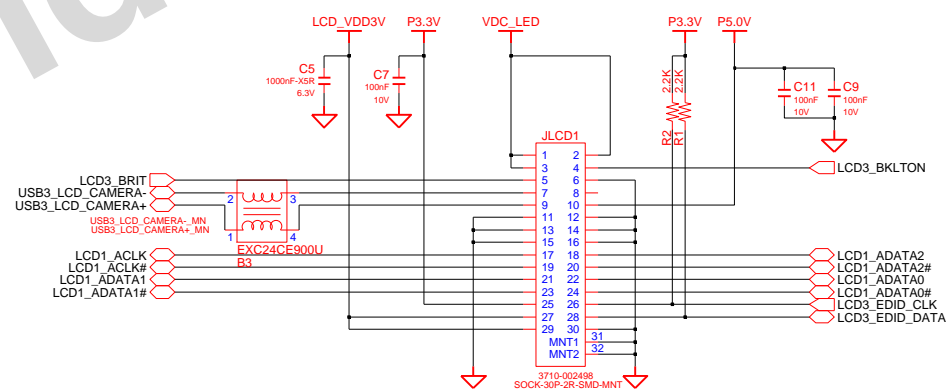 LCD_VDD3V P3.3V VDC_LED P3.3V P5.0V
C5
1000nF-X5R
6.3V
C7
100nF
10V
2.2K
2.2K
R2
R1
C11
100nF
10V
C9
100nF
10V
JLCD1
1 2
3 4
5 6
7 8
9 10
11 12
13 14
15 16
17 18
19 20
21 22
23 24
25 26
27 28
29 30
MNT1 31
MNT2 32
3710-002498
SOCK-30P-2R-SMD-MNT
LCD3_BRIT
USB3_LCD_CAMERA-
USB3_LCD_CAMERA+
USB3_LCD_CAMERA-_MN
USB3_LCD_CAMERA+_MN
2 3
1 4
EXC24CE900U
B3
LCD1_ACLK
LCD1_ACLK#
LCD1_ADATA1
LCD1_ADATA1#
LCD3_BKLTON
LCD1_ADATA2
LCD1_ADATA2#
LCD1_ADATA0
LCD1_ADATA0#
LCD3_EDID_CLK
LCD3_EDID_DATA